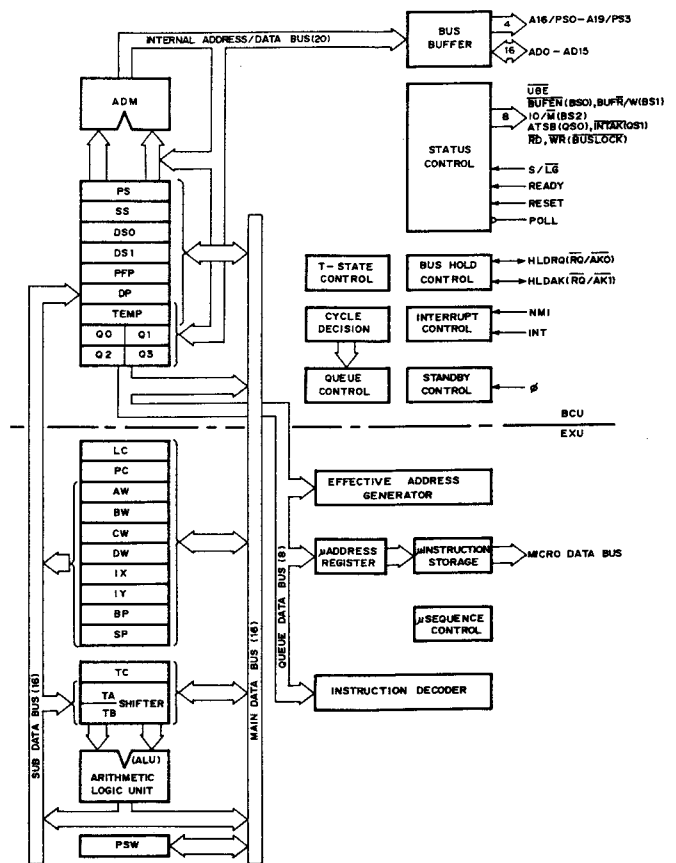 INTERNAL ADDRESS/DATA BUS(20)
BUS
BUFFER
4
A16/PS0-A19/PS3
16
AD0-AD15
ADM
STATUS
CONTROL
8
UBE
BUFEN(BS0),BUFR/W(BS1)
IO/M(BS2)
ATSB(QS0),INTAK(QS1)
RD,WR(BUSLOCK)
S/LG
READY
RESET
POLL
PS
SS
DS0
DS1
PFP
DP
TEMP
Q0 Q1
Q2 Q3
T-STATE
CONTROL
BUS HOLD
CONTROL
HLDRQ(RQ/AK0)
HLDAK(RQ/AK1)
CYCLE
DECISION
INTERRUPT
CONTROL
NMI
INT
QUEUE
CONTROL
STANDBY
CONTROL
ø
BCU
EXU
LC
PC
AW
BW
CW
DW
IX
IY
BP
SP
EFFECTIVE ADDRESS
GENERATOR
μADDRESS
REGISTER
μINSTRUCTION
STORAGE
MICRO DATA BUS
μSEQUENCE
CONTROL
INSTRUCTION DECODER
SUB DATA BUS(16)
MAIN DATA BUS (16)
QUEUE DATA BUS(8)
TC
TA
TB
SHIFTER
(ALU)
ARITHMETIC
LOGIC UNIT
PSW